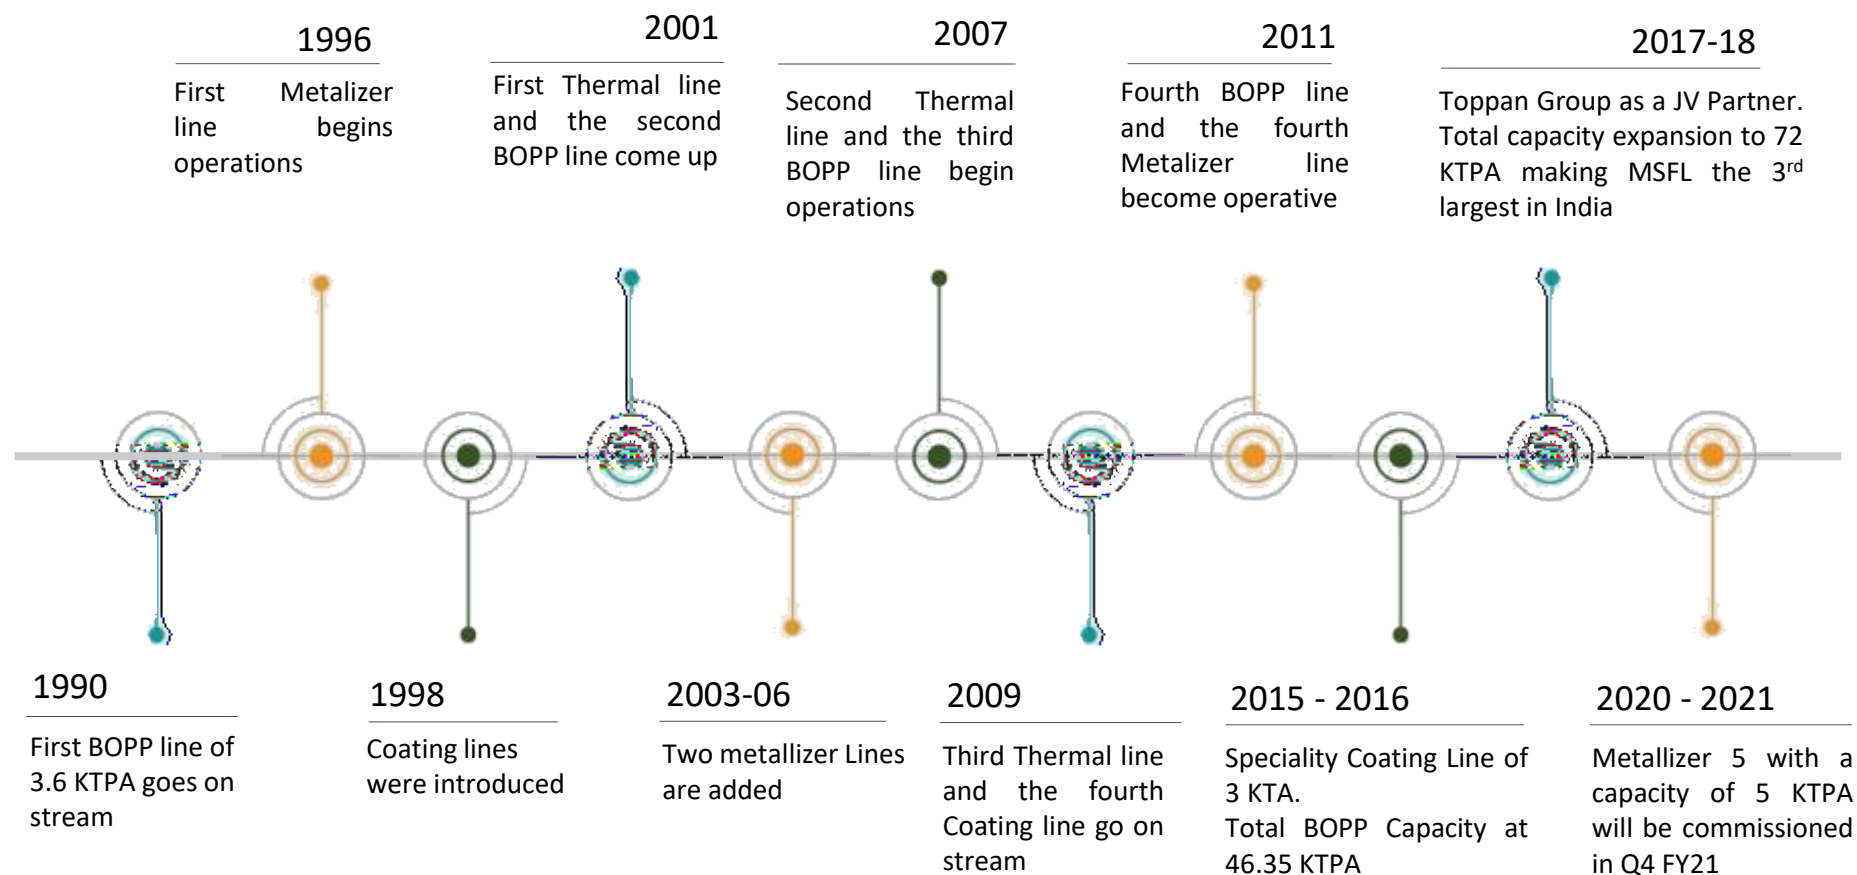 1996
First Metalizer
line begins
operations
2001
First Thermal line
and the second
BOPP line come up
2007
Second Thermal
line and the third
BOPP line begin
operations
2011
Fourth BOPP line
and the fourth
Metalizer line
become operative
2017-18
Toppan Group as a JV Partner.
Total capacity expansion to 72
KTPA making MSFL the 3rd
largest in India
1990
First BOPP line of
3.6 KTPA goes on
stream
1998
Coating lines
were introduced
2003-06
Two metallizer Lines
are added
2009
Third Thermal line
and the fourth
Coating line go on
stream
2015 - 2016
Speciality Coating Line of
3 KTA.
Total BOPP Capacity at
46.35 KTPA
2020 - 2021
Metallizer 5 with a
capacity of 5 KTPA
will be commissioned
in Q4 FY21